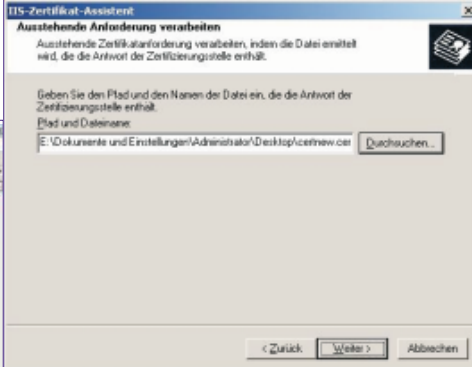 IIS-Zertifikat-Assistent
Ausstehende Anforderung verarbeiten
Ausstehende Zertifikatanforderung verarbeiten, indem die Datei ermittelt
wird, die die Antwort der Zertifizierungsstelle enthält.
Geben Sie den Pfad und den Namen der Datei ein, die die Antwort der
Zertifizierungsstelle enthält.
Pfad und Dateiname:
E:\Dokumente und Einstellungen\Administrator\Desktop\certnew.cer
Durchsuchen...
< Zurück
Weiter >
Abbrechen